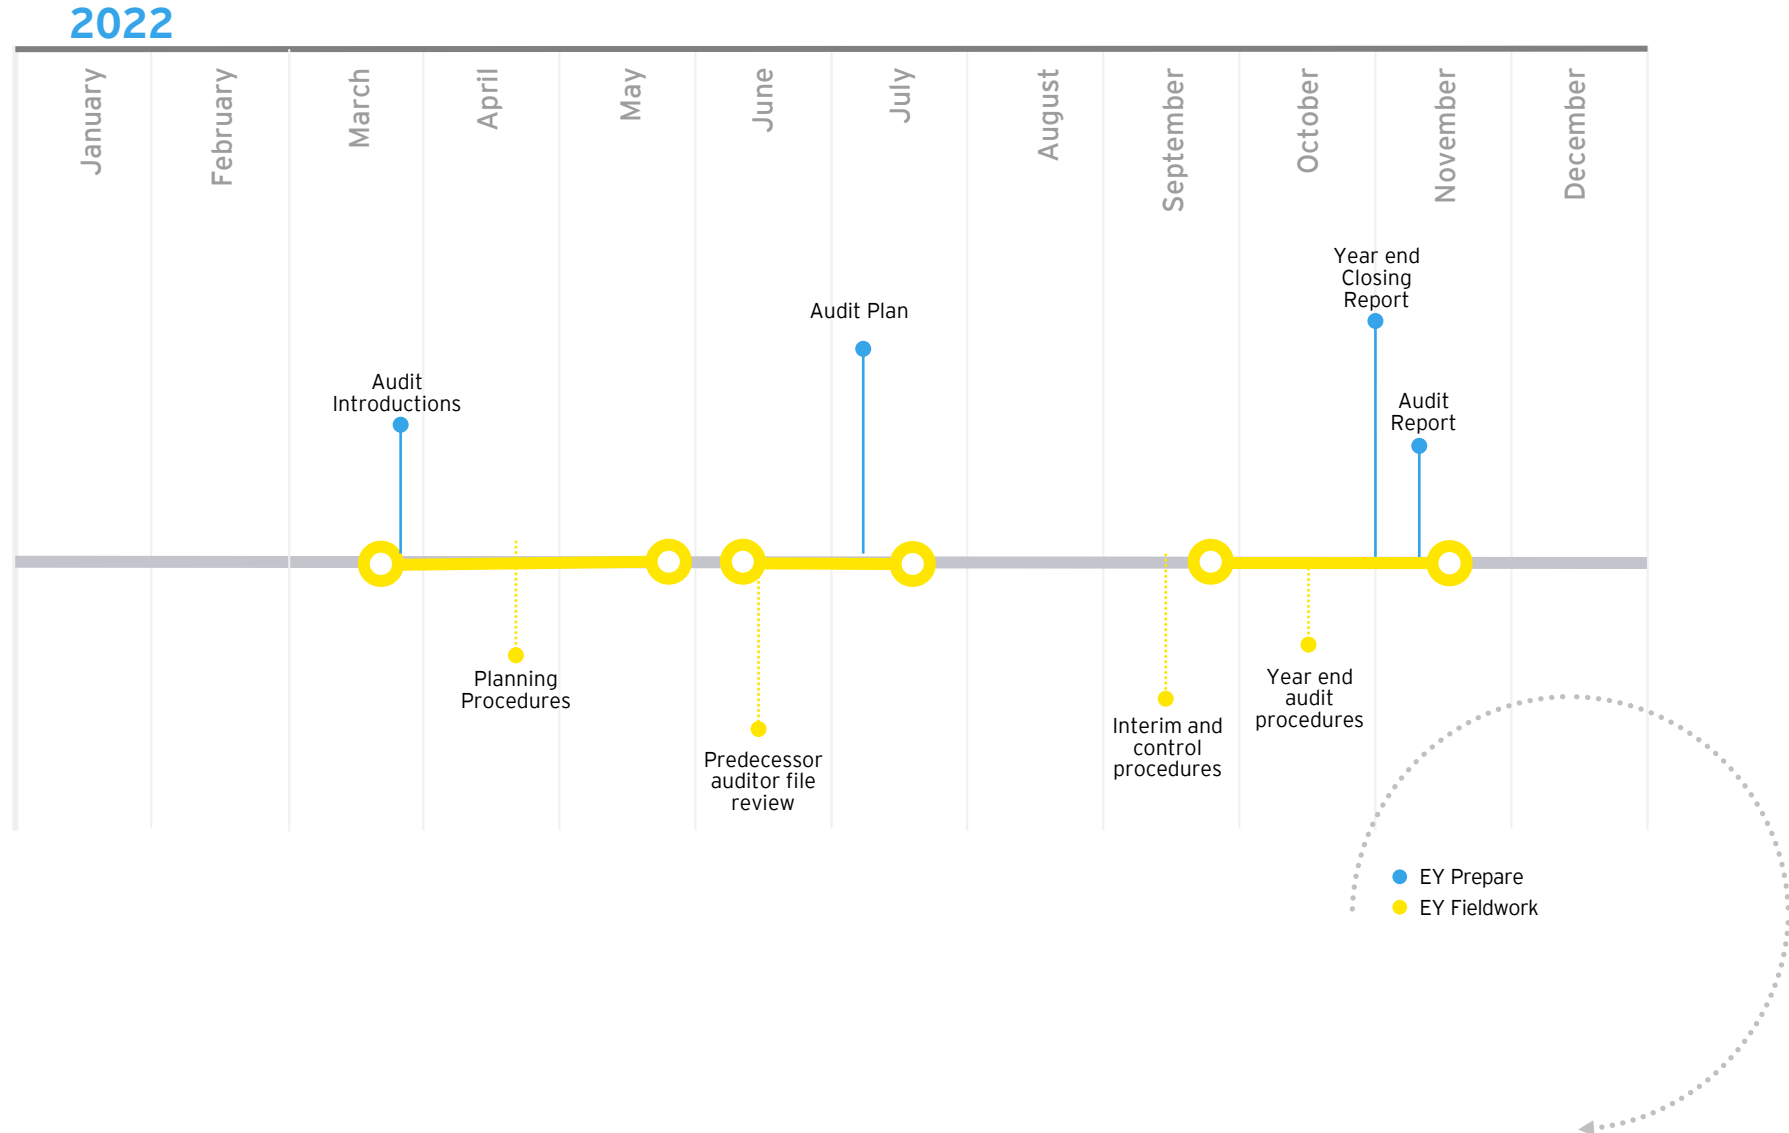 2022
January
February
March
April
May
June
July
August
September
October
November
December
Year end
Closing
Report
Audit Plan
Audit
Introductions
Audit
Report
Planning
Procedures
Predecessor
auditor file
review
Interim and
control
procedures
Year end
audit
procedures
EY Prepare
EY Fieldwork